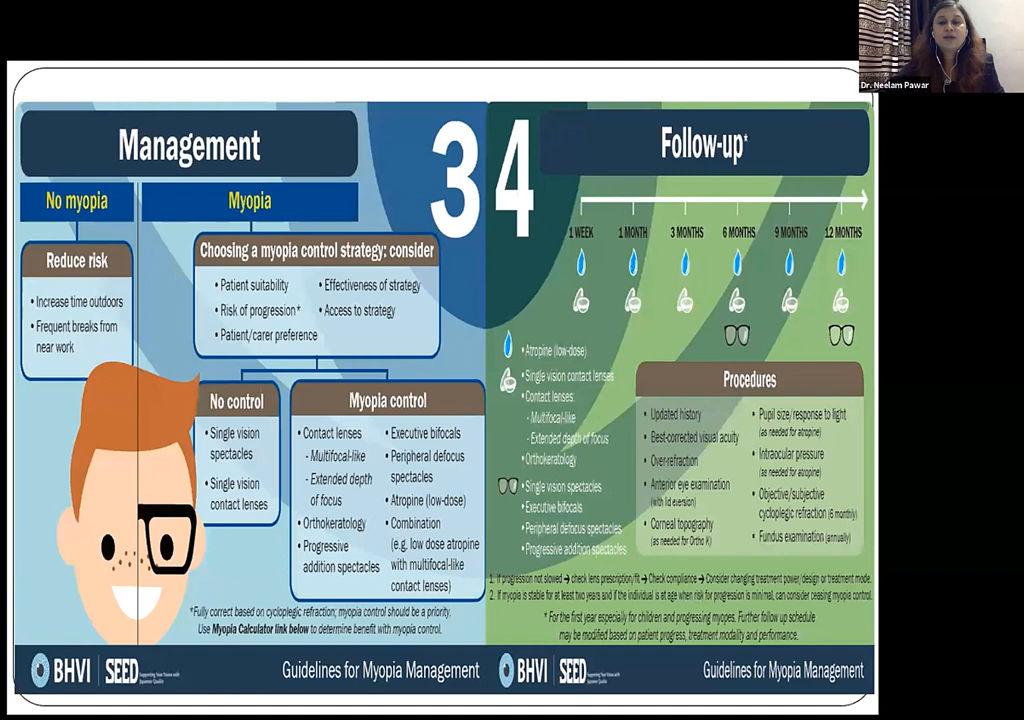 Dr. Neelam Pawar
Management
3
No myopia
Myopia
Reduce risk
• Increase time outdoors
• Frequent breaks from
near work
Choosing a myopia control strategy: consider
• Patient suitability
• Risk of progression*
• Patient/carer preference
• Effectiveness of strategy
• Access to strategy
No control
• Single vision
spectacles
• Single vision
contact lenses
Myopia control
• Contact lenses
- Multifocal-like
- Extended depth
of focus
• Orthokeratology
• Progressive
addition spectacles
• Executive bifocals
• Peripheral defocus
spectacles
• Atropine (low-dose)
• Combination
(e.g. low dose atropine
with multifocal-like
contact lenses)
*Fully correct based on cycloplegic refraction; myopia control should be a priority.
Use Myopia Calculator link below to determine benefit with myopia control.
BHVI SEED
Guidelines for Myopia Management
4
Follow-up*
1 WEEK 1 MONTH 3 MONTHS 6 MONTHS 9 MONTHS 12 MONTHS
• Atropine (low-dose)
• Single vision contact lenses
• Contact lenses:
- Multifocal-like
- Extended depth of focus
• Orthokeratology
• Single vision spectacles
• Executive bifocals
• Peripheral defocus spectacles
• Progressive addition spectacles
Procedures
• Updated history
• Best-corrected visual acuity
• Over-refraction
• Anterior eye examination
(with lid eversion)
• Corneal topography
(as needed for Ortho K)
• Pupil size/response to light
(as needed for atropine)
• Intraocular pressure
(as needed for atropine)
• Objective/subjective
cycloplegic refraction (6 monthly)
• Fundus examination (annually)
1. If progression not slowed → check lens prescription/fit → Check compliance → Consider changing treatment power/design or treatment mode.
2. If myopia is stable for at least two years and if the individual is at age when risk for progression is minimal, can consider ceasing myopia control.
* For the first year especially for children and progressing myopes. Further follow up schedule
may be modified based on patient progress, treatment modality and performance.
BHVI SEED
Guidelines for Myopia Management